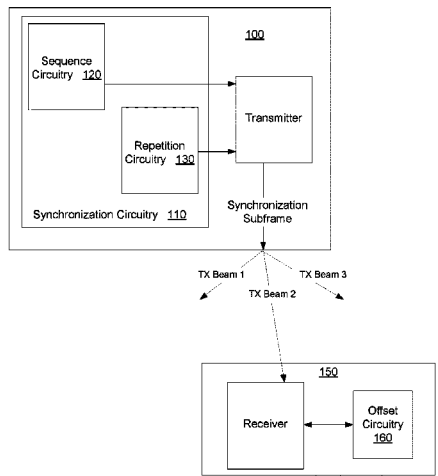 100
Sequence
Circuitry 120
Transmitter
Repetition
Circuitry 130
Synchronization Circuitry 110
Synchronization
Subframe
TX Beam 1
TX Beam 3
TX Beam 2
150
Receiver
Offset
Circuitry
160